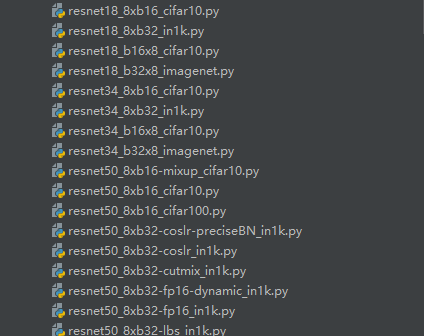 resnet18_8xb16_cifar10.py
resnet18_8xb32_in1k.py
resnet18_b16x8_cifar10.py
resnet18_b32x8_imagenet.py
resnet34_8xb16_cifar10.py
resnet34_8xb32_in1k.py
resnet34_b16x8_cifar10.py
resnet34_b32x8_imagenet.py
resnet50_8xb16-mixup_cifar10.py
resnet50_8xb16_cifar10.py
resnet50_8xb16_cifar100.py
resnet50_8xb32-coslr-preciseBN_in1k.py
resnet50_8xb32-coslr_in1k.py
resnet50_8xb32-cutmix_in1k.py
resnet50_8xb32-fp16-dynamic_in1k.py
resnet50_8xb32-fp16_in1k.py
resnet50_8xb32-lbs_in1k.py